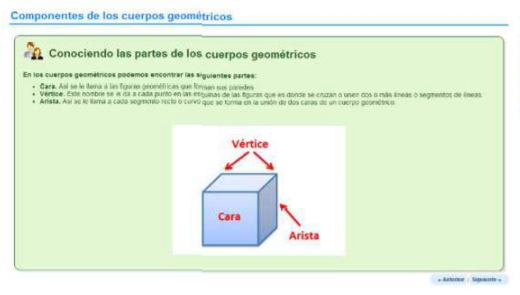 Componentes de los cuerpos geométricos
Conociendo las partes de los cuerpos geométricos
En los cuerpos geométricos podemos encontrar las siguientes partes:
Cara. Así se le llama a las figuras geométricas que forman sus paredes
Vértice. Este nombre se le da a cada punto en las esquinas de las figuras que es donde se cruzan o unen dos o más líneas o segmentos de líneas.
Arista. Así se le llama a cada segmento recto o curvo que se forma en la unión de dos caras de un cuerpo geométrico.
Vértice
Cara
Arista
« Anterior | Siguiente »